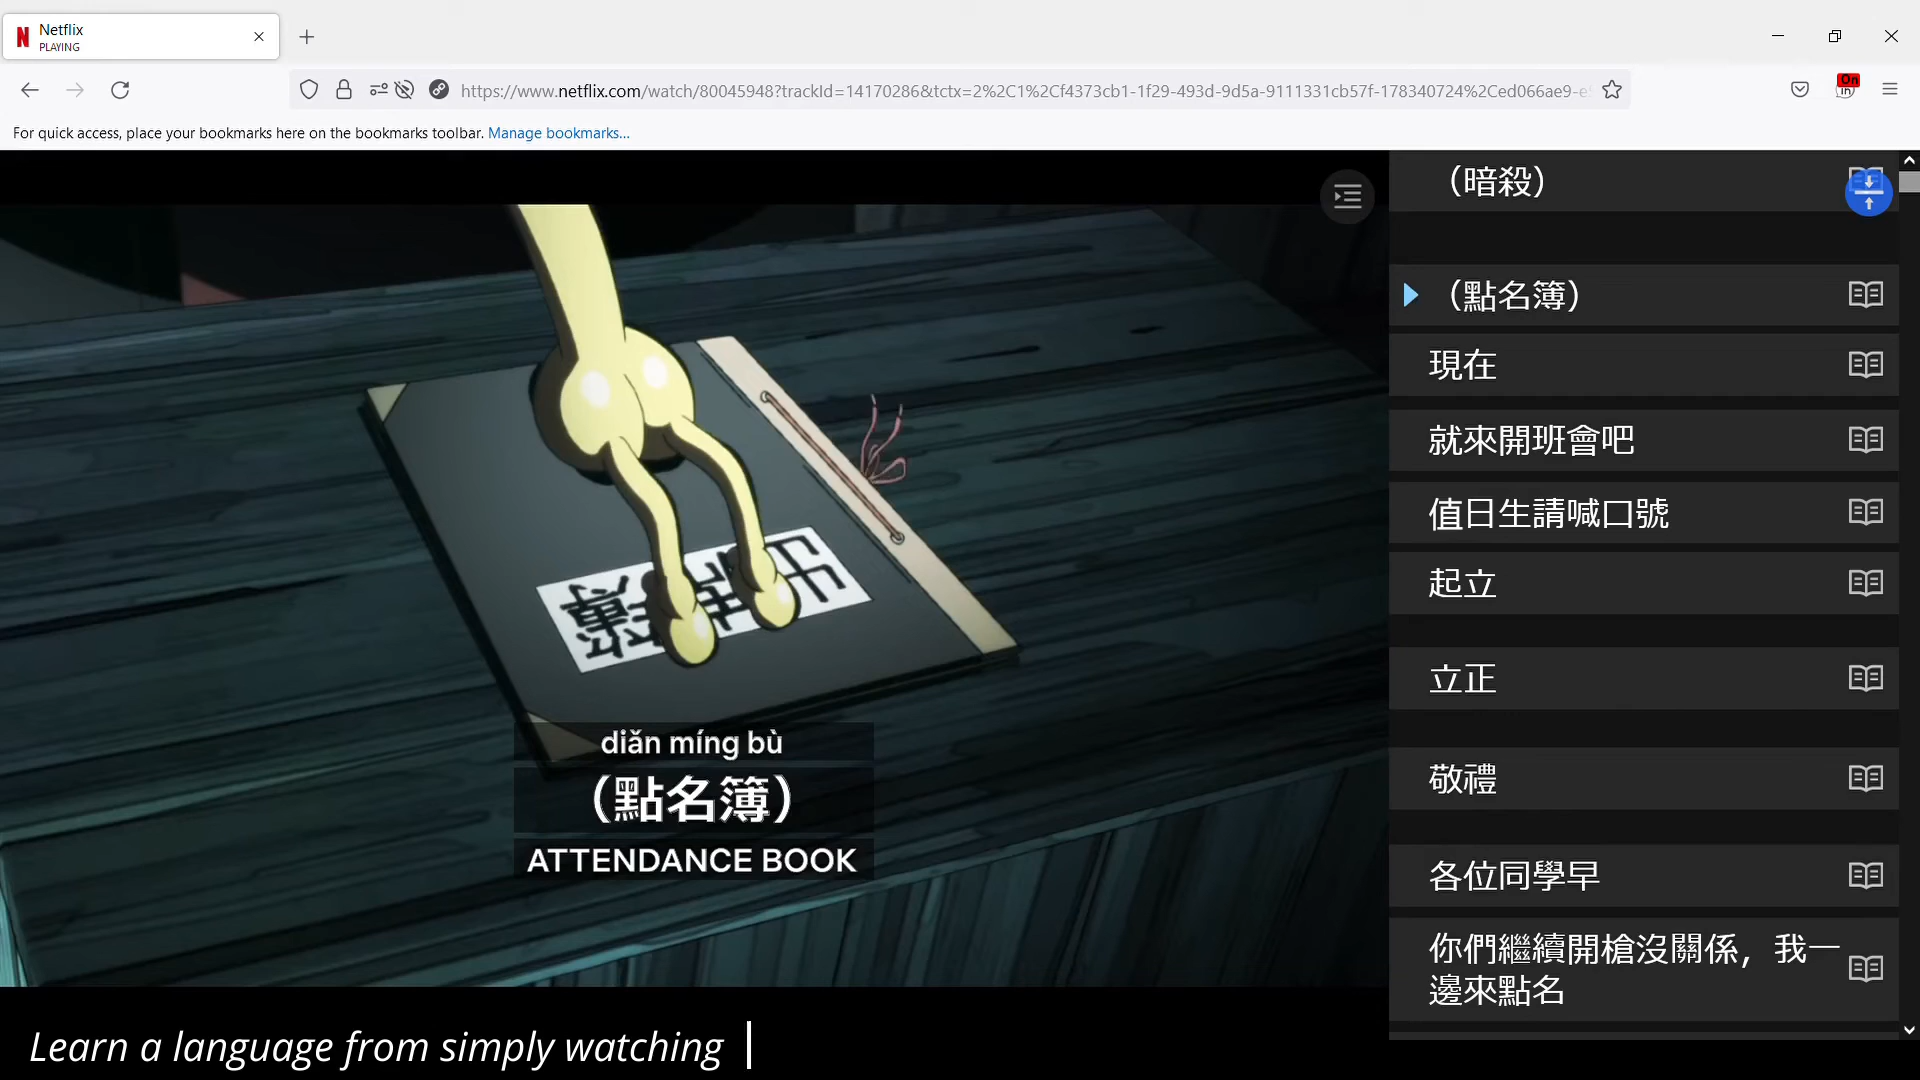 Netflix
PLAYING
https://www.netflix.com/watch/80045948?trackId=14170286&tctx=2%2C1%2Cf4373cb1-1f29-493d-9d5a-9111331cb57f-178340724%2Ced066ae9-e
On
in
For quick access, place your bookmarks here on the bookmarks toolbar. Manage bookmarks...
diǎn míng bù
（點名簿）
ATTENDANCE BOOK
Learn a language from simply watching
（暗殺）
（點名簿）
現在
就來開班會吧
值日生請喊口號
起立
立正
敬禮
各位同學早
你們繼續開槍沒關係，我一
邊來點名